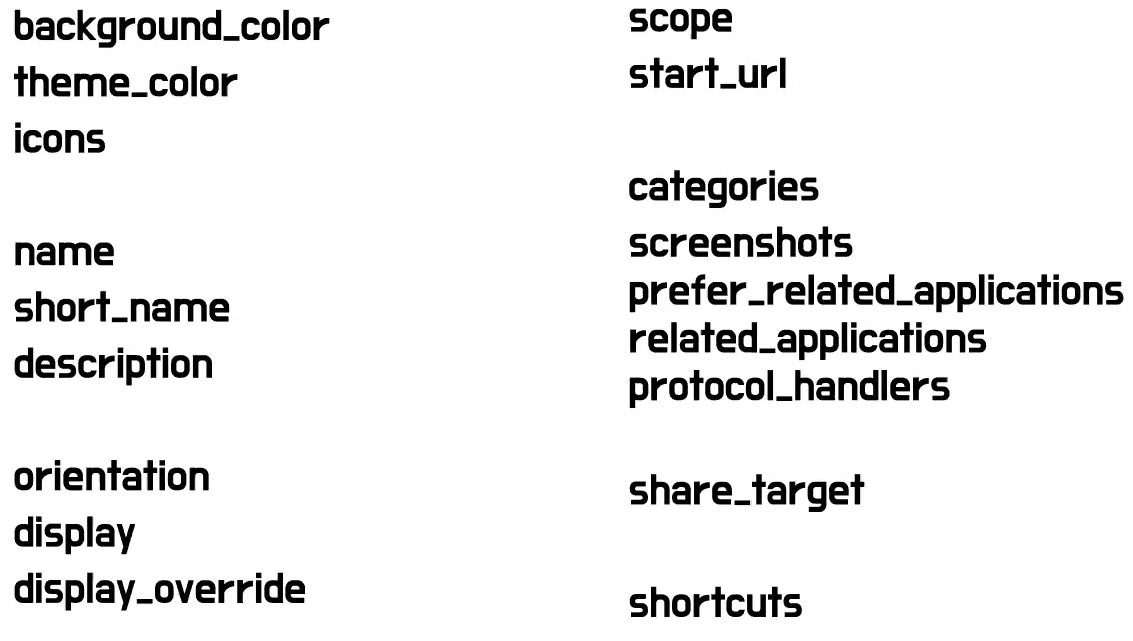 background_color
theme_color
icons
name
short_name
description
orientation
display
display_override
scope
start_url
categories
screenshots
prefer_related_applications
related_applications
protocol_handlers
share_target
shortcuts